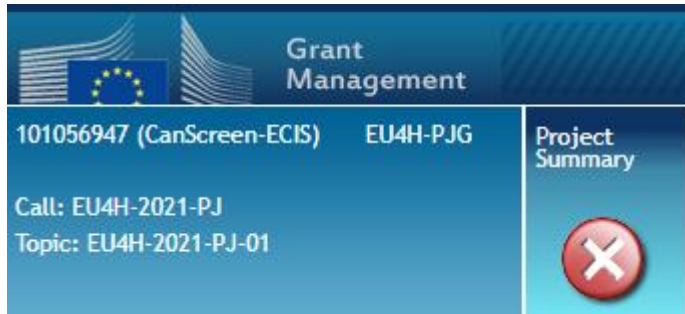 Grant
Management
101056947 (CanScreen-ECIS) EU4H-PJG
Project
Summary
Call: EU4H-2021-PJ
Topic: EU4H-2021-PJ-01